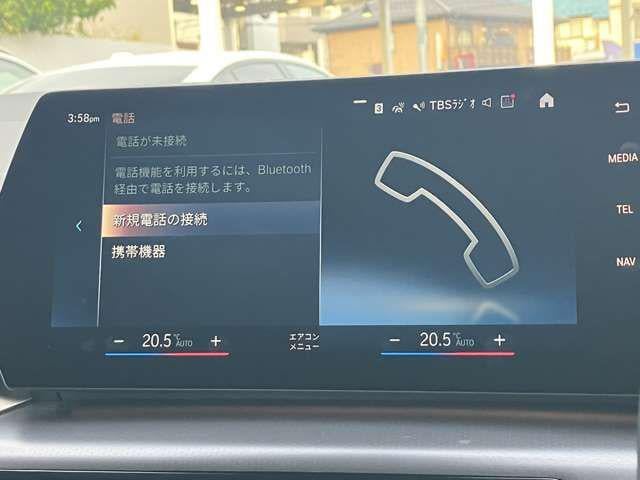 3:58pm
電話
3
TBSラジオ
電話が未接続
電話機能を利用するには、Bluetooth
経由で電話を接続します。
新規電話の接続
携帯機器
MEDIA
TEL
NAV
− 20.5 °C AUTO +
エアコン
メニュー
− 20.5 °C AUTO +